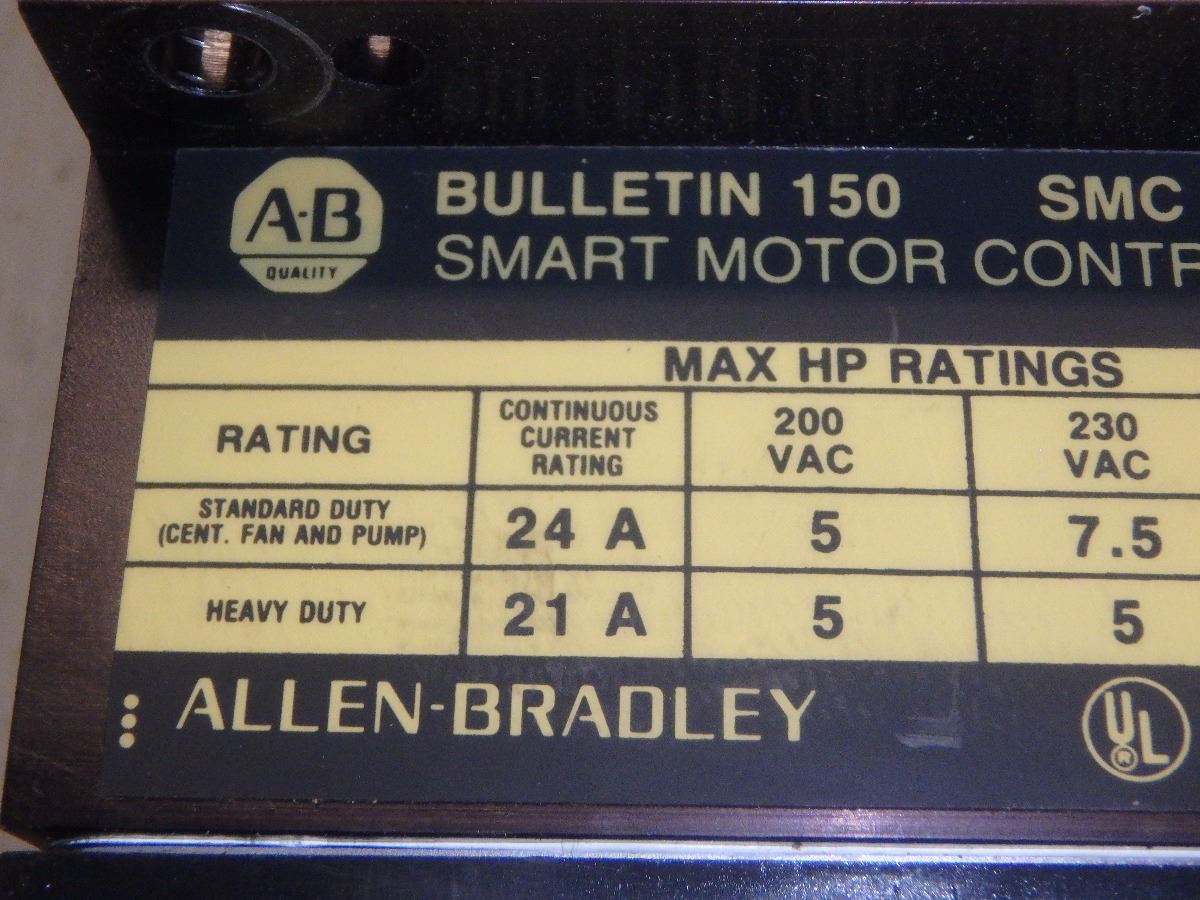 A-B
QUALITY
BULLETIN 150 SMC
SMART MOTOR CONTR
MAX HP RATINGS
RATING
CONTINUOUS
CURRENT
RATING
200
VAC
230
VAC
STANDARD DUTY
(CENT. FAN AND PUMP)
24 A
5
7.5
HEAVY DUTY
21 A
5
5
ALLEN-BRADLEY
UL
R